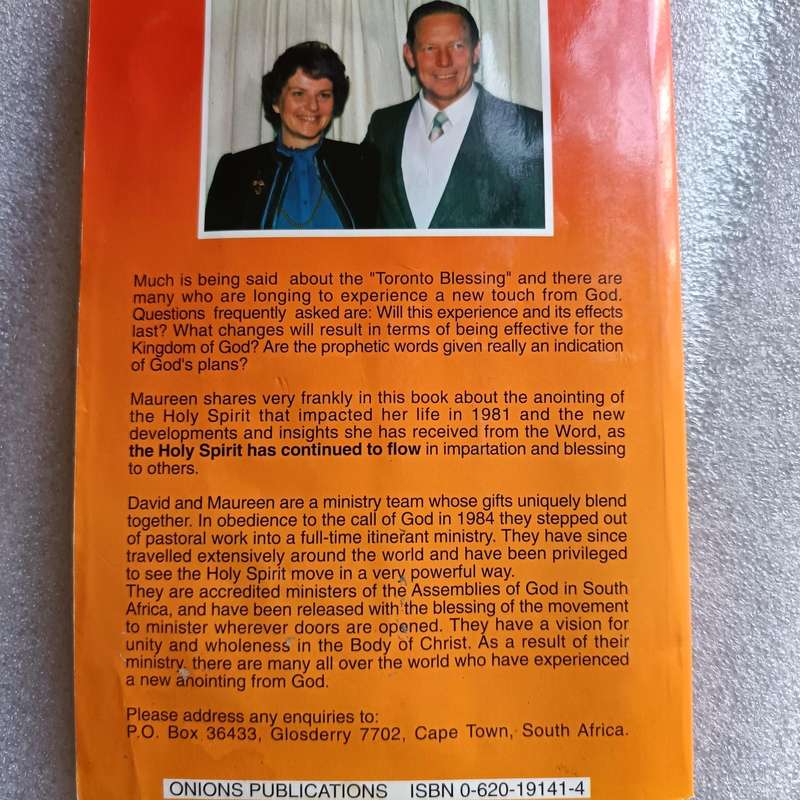 Much is being said about the "Toronto Blessing" and there are
many who are longing to experience a new touch from God.
Questions frequently asked are: Will this experience and its effects
last? What changes will result in terms of being effective for the
Kingdom of God? Are the prophetic words given really an indication
of God's plans?
Maureen shares very frankly in this book about the anointing of
the Holy Spirit that impacted her life in 1981 and the new
developments and insights she has received from the Word, as
the Holy Spirit has continued to flow in impartation and blessing
to others.
David and Maureen are a ministry team whose gifts uniquely blend
together. In obedience to the call of God in 1984 they stepped out
of pastoral work into a full-time itinerant ministry. They have since
travelled extensively around the world and have been privileged
to see the Holy Spirit move in a very powerful way.
They are accredited ministers of the Assemblies of God in South
Africa, and have been released with the blessing of the movement
to minister wherever doors are opened. They have a vision for
unity and wholeness in the Body of Christ. As a result of their
ministry, there are many all over the world who have experienced
a new anointing from God.
Please address any enquiries to:
P.O. Box 36433, Glosderry 7702, Cape Town, South Africa.
ONIONS PUBLICATIONS ISBN 0-620-19141-4